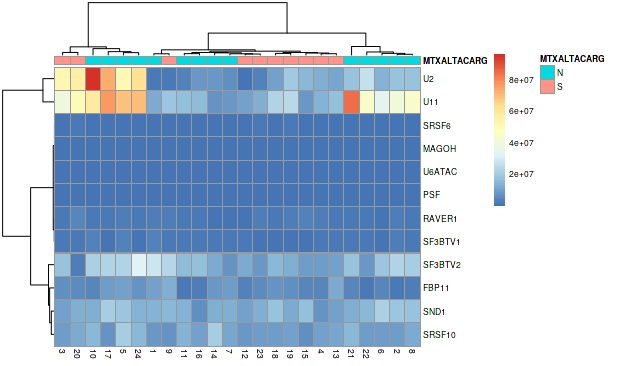 MTXALTACARG
U2
U11
SRSF6
MAGOH
U6ATAC
PSF
RAVER1
SF3BTV1
SF3BTV2
FBP11
SND1
SRSF10
3 20 10 17 5 24 1 9 11 16 14 7 12 23 18 19 15 4 13 21 22 6 2 8
8e+07
6e+07
4e+07
2e+07
MTXALTACARG
N
S